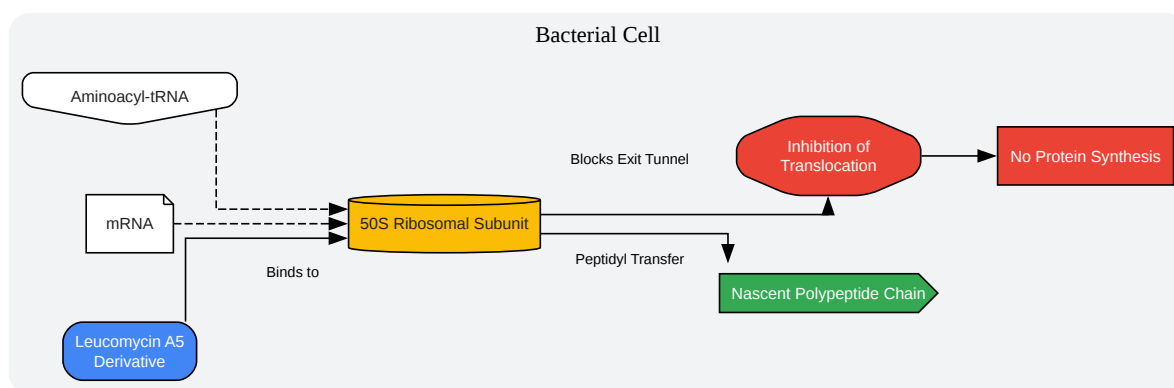 Bacterial Cell
Aminoacyl-tRNA
Blocks Exit Tunnel
Inhibition of
Translocation
No Protein Synthesis
mRNA
50S Ribosomal Subunit
Binds to
Peptidyl Transfer
Nascent Polypeptide Chain
Leucomycin A5
Derivative